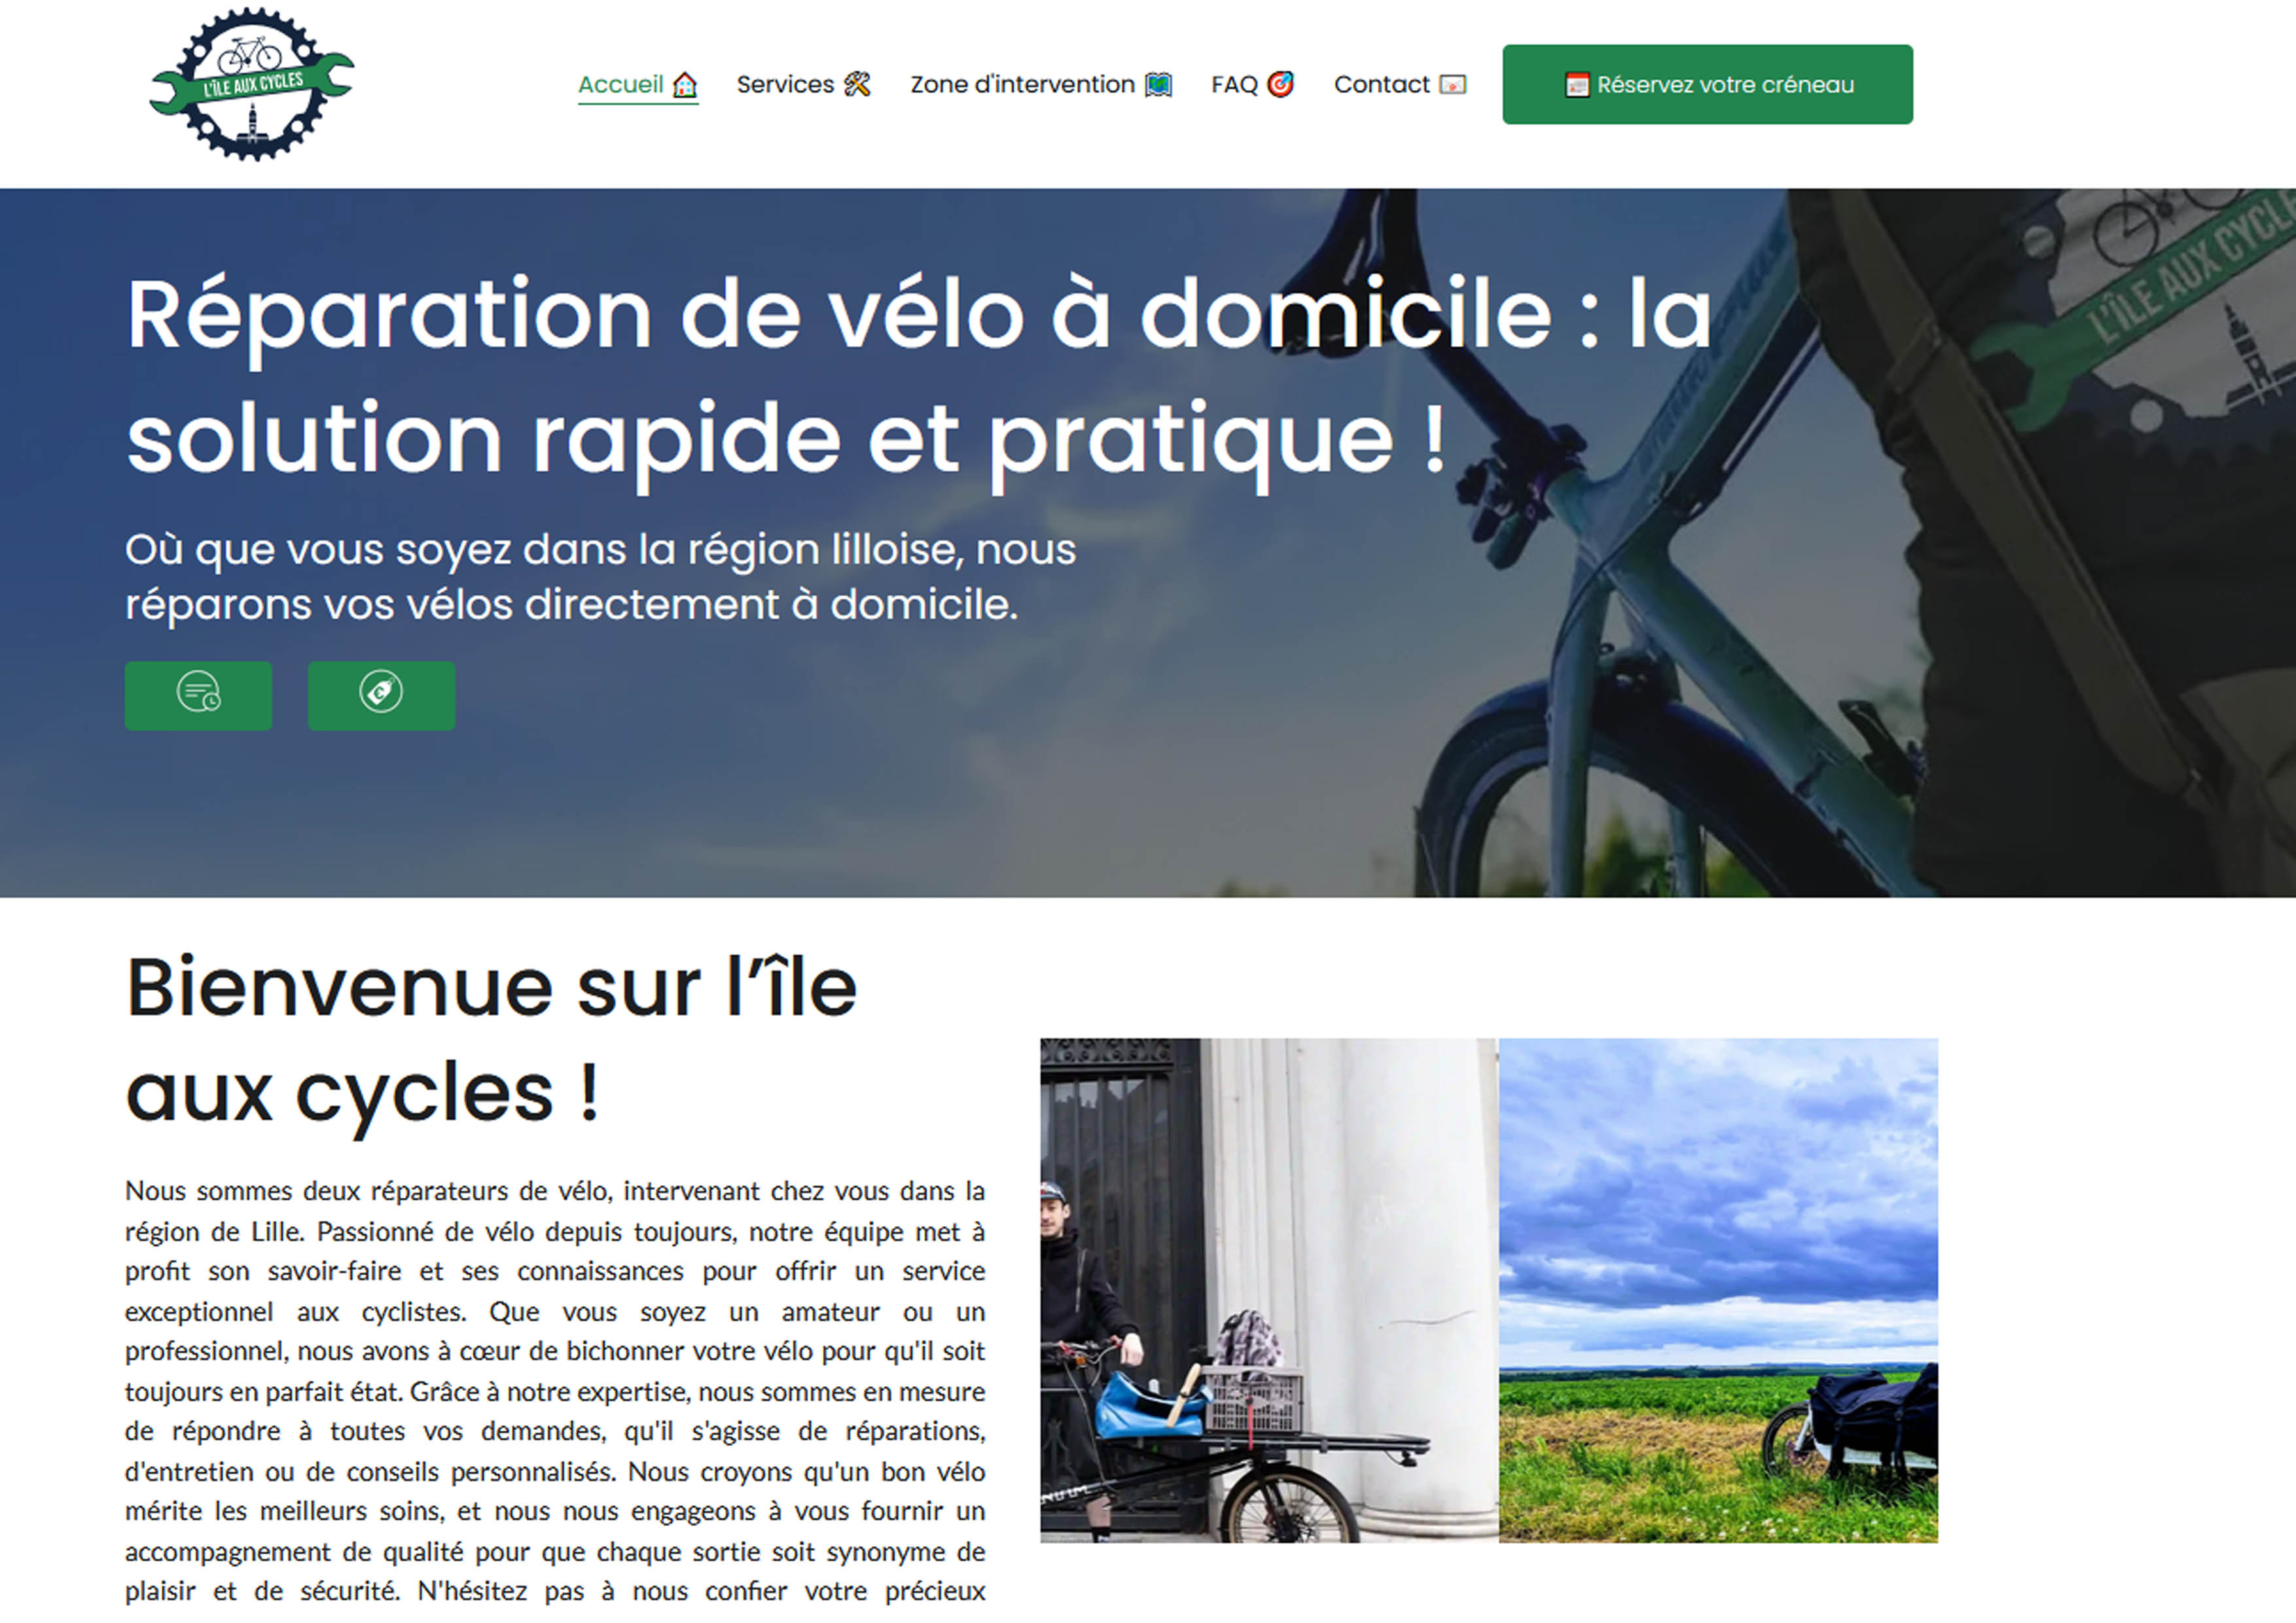 L'ÎLE AUX CYCLES
Accueil 🏠 Services 🛠 Zone d'intervention 🗺 FAQ 🎯 Contact 💌 📅 Réservez votre créneau
L'ÎLE AUX CYCLE
Réparation de vélo à domicile : la
solution rapide et pratique !
Où que vous soyez dans la région lilloise, nous
réparons vos vélos directement à domicile.
Bienvenue sur l’île
aux cycles !
Nous sommes deux réparateurs de vélo, intervenant chez vous dans la
région de Lille. Passionné de vélo depuis toujours, notre équipe met à
profit son savoir-faire et ses connaissances pour offrir un service
exceptionnel aux cyclistes. Que vous soyez un amateur ou un
professionnel, nous avons à cœur de bichonner votre vélo pour qu'il soit
toujours en parfait état. Grâce à notre expertise, nous sommes en mesure
de répondre à toutes vos demandes, qu'il s'agisse de réparations,
d'entretien ou de conseils personnalisés. Nous croyons qu'un bon vélo
mérite les meilleurs soins, et nous nous engageons à vous fournir un
accompagnement de qualité pour que chaque sortie soit synonyme de
plaisir et de sécurité. N'hésitez pas à nous confier votre précieux